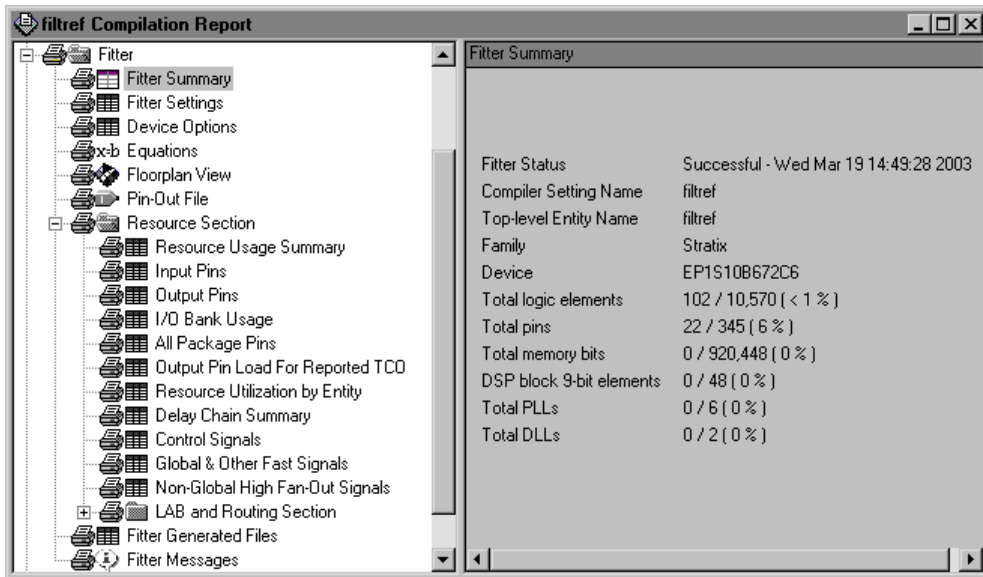 filtref Compilation Report
Fitter
Fitter Summary
Fitter Settings
Device Options
x=b Equations
Floorplan View
Pin-Out File
Resource Section
Resource Usage Summary
Input Pins
Output Pins
I/O Bank Usage
All Package Pins
Output Pin Load For Reported TCO
Resource Utilization by Entity
Delay Chain Summary
Control Signals
Global & Other Fast Signals
Non-Global High Fan-Out Signals
LAB and Routing Section
Fitter Generated Files
Fitter Messages
Fitter Summary
Fitter Status Successful - Wed Mar 19 14:49:28 2003
Compiler Setting Name filtref
Top-level Entity Name filtref
Family Stratix
Device EP1S10B672C6
Total logic elements 102 / 10,570 ( < 1 % )
Total pins 22 / 345 ( 6 % )
Total memory bits 0 / 920,448 ( 0 % )
DSP block 9-bit elements 0 / 48 ( 0 % )
Total PLLs 0 / 6 ( 0 % )
Total DLLs 0 / 2 ( 0 % )